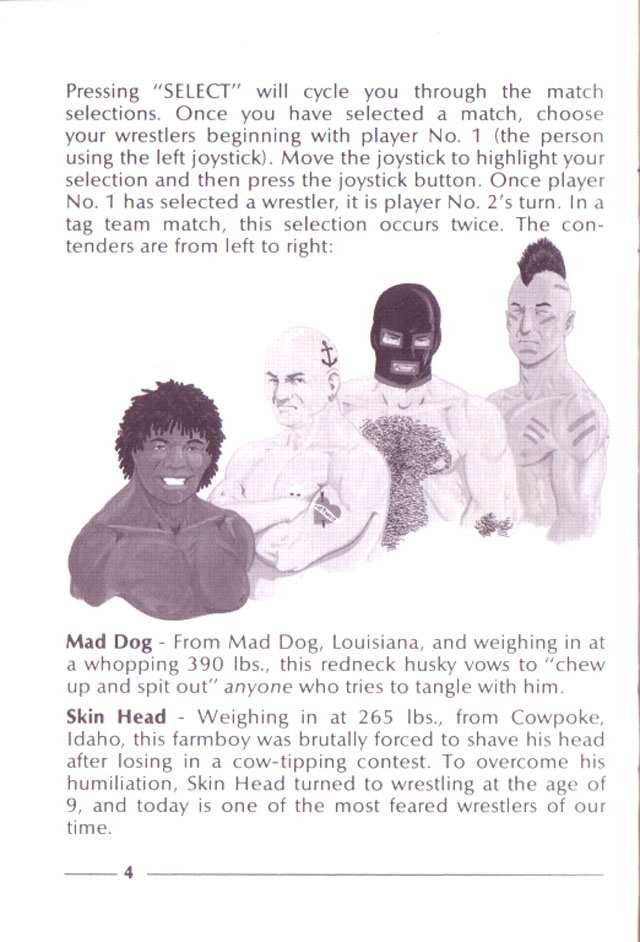 Pressing "SELECT" will cycle you through the match
selections. Once you have selected a match, choose
your wrestlers beginning with player No. 1 (the person
using the left joystick). Move the joystick to highlight your
selection and then press the joystick button. Once player
No. 1 has selected a wrestler, it is player No. 2's turn. In a
tag team match, this selection occurs twice. The con-
tenders are from left to right:
Mad Dog - From Mad Dog, Louisiana, and weighing in at
a whopping 390 lbs., this redneck husky vows to "chew
up and spit out" anyone who tries to tangle with him.
Skin Head - Weighing in at 265 lbs., from Cowpoke,
Idaho, this farmboy was brutally forced to shave his head
after losing in a cow-tipping contest. To overcome his
humiliation, Skin Head turned to wrestling at the age of
9, and today is one of the most feared wrestlers of our
time.
4